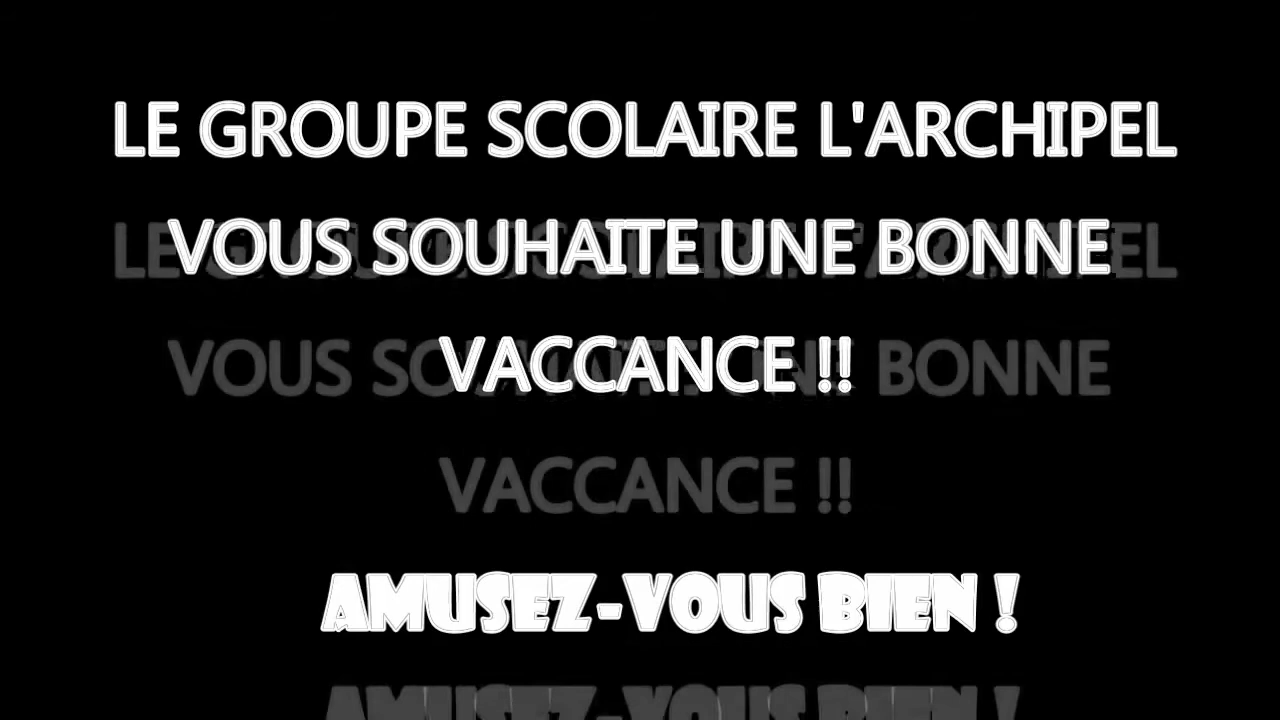 LE GROUPE SCOLAIRE L'ARCHIPEL
VOUS SOUHAITE UNE BONNE
VACCANCE !!
AMUSEZ-VOUS BIEN !